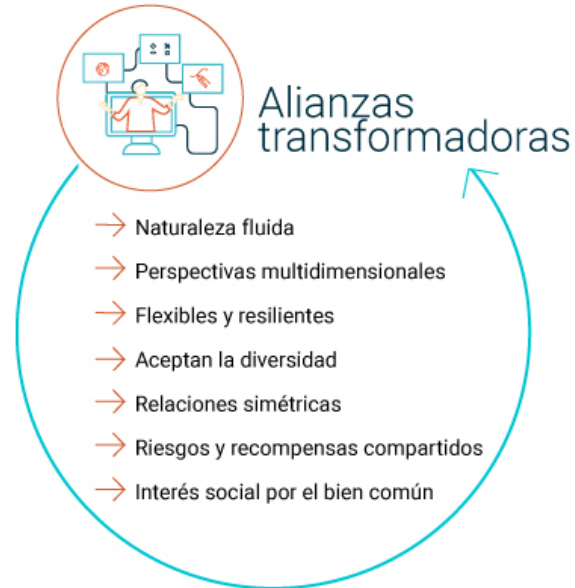 Alianzas
transformadoras
Naturaleza fluida
Perspectivas multidimensionales
Flexibles y resilientes
Aceptan la diversidad
Relaciones simétricas
Riesgos y recompensas compartidos
Interés social por el bien común